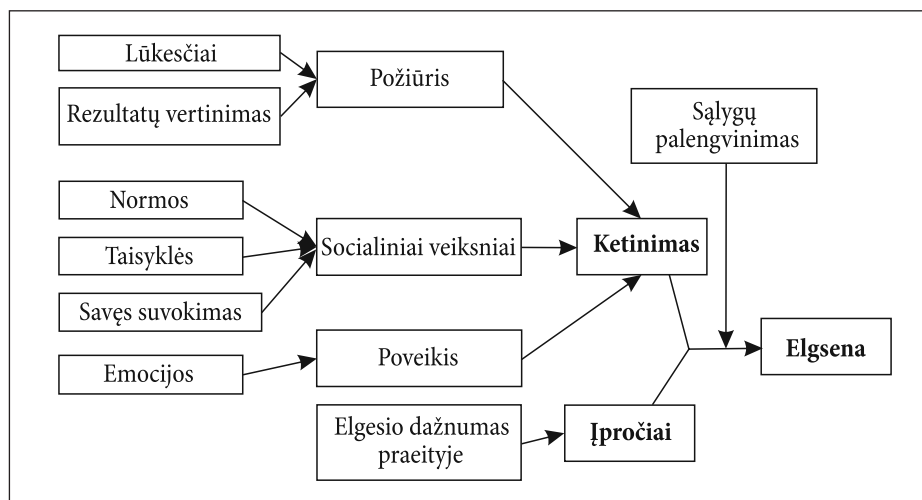 Lūkesčiai
Rezultatų vertinimas
Požiūris
Sąlygų
palengvinimas
Normos
Taisyklės
Savęs suvokimas
Socialiniai veiksniai
Ketinimas
Emocijos
Poveikis
Elgsena
Elgesio dažnumas
praeityje
Įpročiai